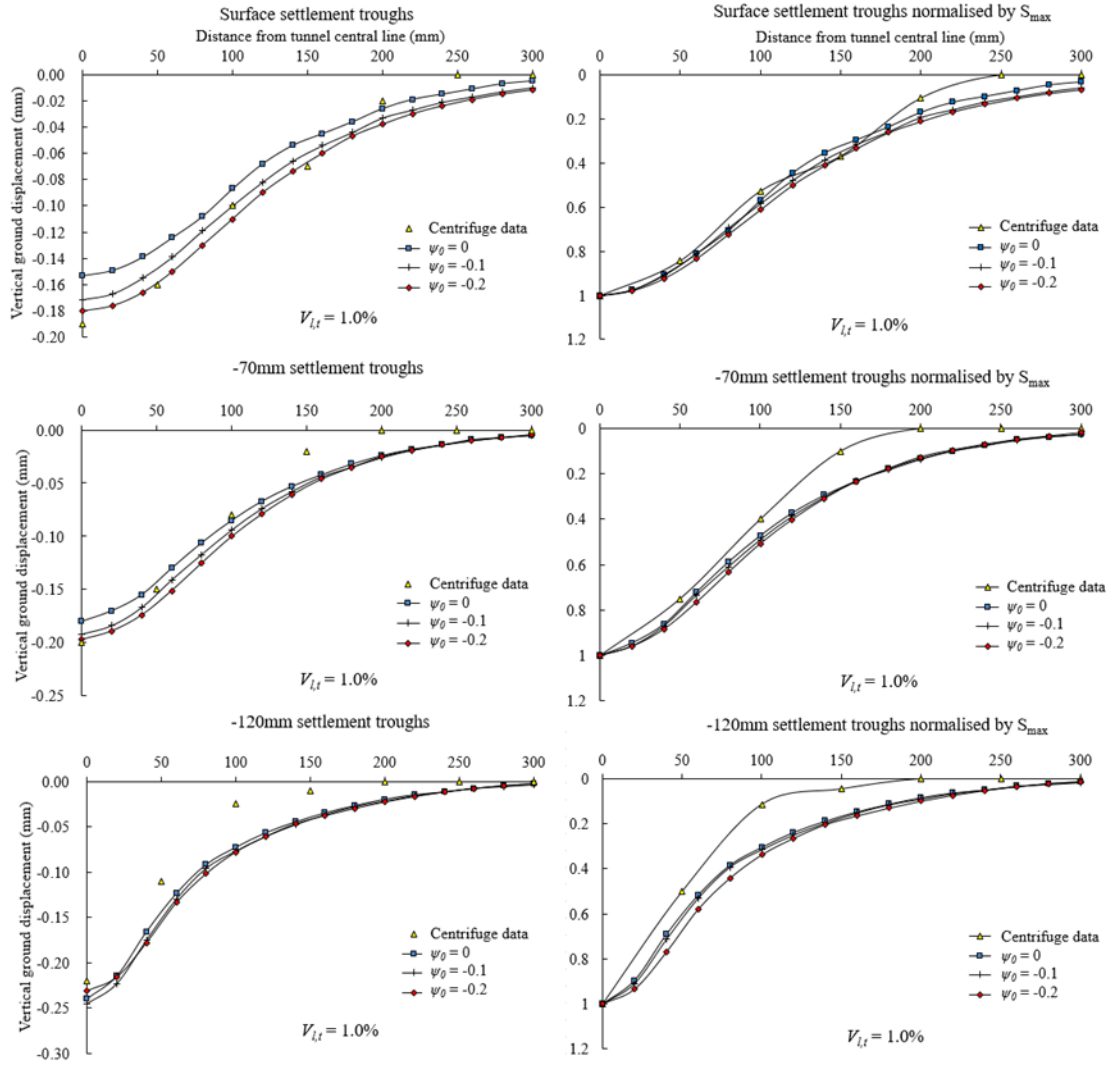 Surface settlement troughs
Distance from tunnel central line (mm)
0 50 100 150 200 250 300
0.00
-0.02
-0.04
-0.06
-0.08
-0.10
-0.12
-0.14
-0.16
-0.18
-0.20
Vertical ground displacement (mm)
Centrifuge data
ψ0 = 0
ψ0 = -0.1
ψ0 = -0.2
Vl,t = 1.0%
Surface settlement troughs normalised by Smax
Distance from tunnel central line (mm)
0 50 100 150 200 250 300
0
0.2
0.4
0.6
0.8
1
1.2
Centrifuge data
ψ0 = 0
ψ0 = -0.1
ψ0 = -0.2
Vl,t = 1.0%
-70mm settlement troughs
0 50 100 150 200 250 300
0.00
-0.05
-0.10
-0.15
-0.20
-0.25
Vertical ground displacement (mm)
Centrifuge data
ψ0 = 0
ψ0 = -0.1
ψ0 = -0.2
Vl,t = 1.0%
-70mm settlement troughs normalised by Smax
0 50 100 150 200 250 300
0
0.2
0.4
0.6
0.8
1
1.2
Centrifuge data
ψ0 = 0
ψ0 = -0.1
ψ0 = -0.2
Vl,t = 1.0%
-120mm settlement troughs
0 50 100 150 200 250 300
0.00
-0.05
-0.10
-0.15
-0.20
-0.25
-0.30
Vertical ground displacement (mm)
Centrifuge data
ψ0 = 0
ψ0 = -0.1
ψ0 = -0.2
Vl,t = 1.0%
-120mm settlement troughs normalised by Smax
0 50 100 150 200 250 300
0
0.2
0.4
0.6
0.8
1
1.2
Centrifuge data
ψ0 = 0
ψ0 = -0.1
ψ0 = -0.2
Vl,t = 1.0%